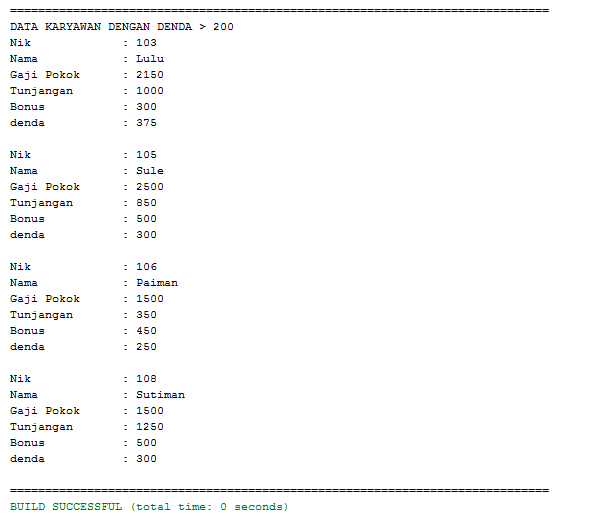 =============================================================================
DATA KARYAWAN DENGAN DENDA > 200
Nik : 103
Nama : Lulu
Gaji Pokok : 2150
Tunjangan : 1000
Bonus : 300
denda : 375
Nik : 105
Nama : Sule
Gaji Pokok : 2500
Tunjangan : 850
Bonus : 500
denda : 300
Nik : 106
Nama : Paiman
Gaji Pokok : 1500
Tunjangan : 350
Bonus : 450
denda : 250
Nik : 108
Nama : Sutiman
Gaji Pokok : 1500
Tunjangan : 1250
Bonus : 500
denda : 300
=============================================================================
BUILD SUCCESSFUL (total time: 0 seconds)